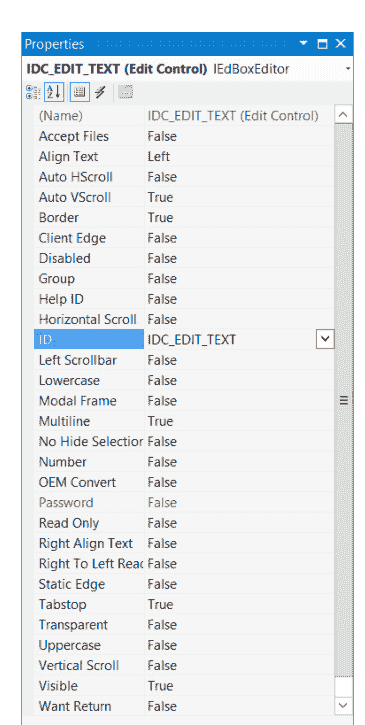 Properties
IDC_EDIT_TEXT (Edit Control) IEdBoxEditor
(Name) IDC_EDIT_TEXT (Edit Control)
Accept Files False
Align Text Left
Auto HScroll False
Auto VScroll True
Border True
Client Edge False
Disabled False
Group False
Help ID False
Horizontal Scroll False
ID IDC_EDIT_TEXT
Left Scrollbar False
Lowercase False
Modal Frame False
Multiline True
No Hide Selection False
Number False
OEM Convert False
Password False
Read Only False
Right Align Text False
Right To Left Reac False
Static Edge False
Tabstop True
Transparent False
Uppercase False
Vertical Scroll False
Visible True
Want Return False